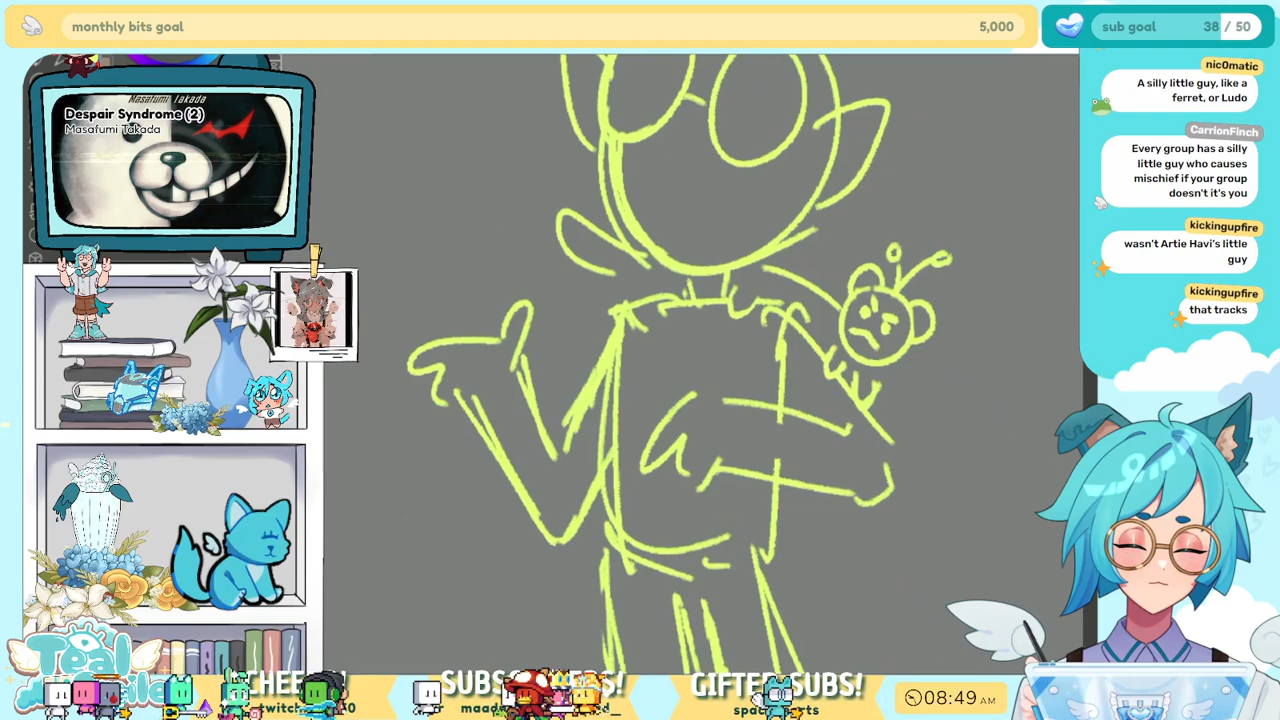 monthly bits goal
5,000
sub goal
38 / 50
Masafumi Takada
Despair Syndrome (2)
Masafumi Takada
nic0matic
A silly little guy, like a
ferret, or Ludo
CarrionFinch
Every group has a silly
little guy who causes
mischief if your group
doesn't it's you
kickingupfire
wasn't Artie Havi's little
guy
kickingupfire
that tracks
Teal
GIFTED SUBS!
08:49 AM